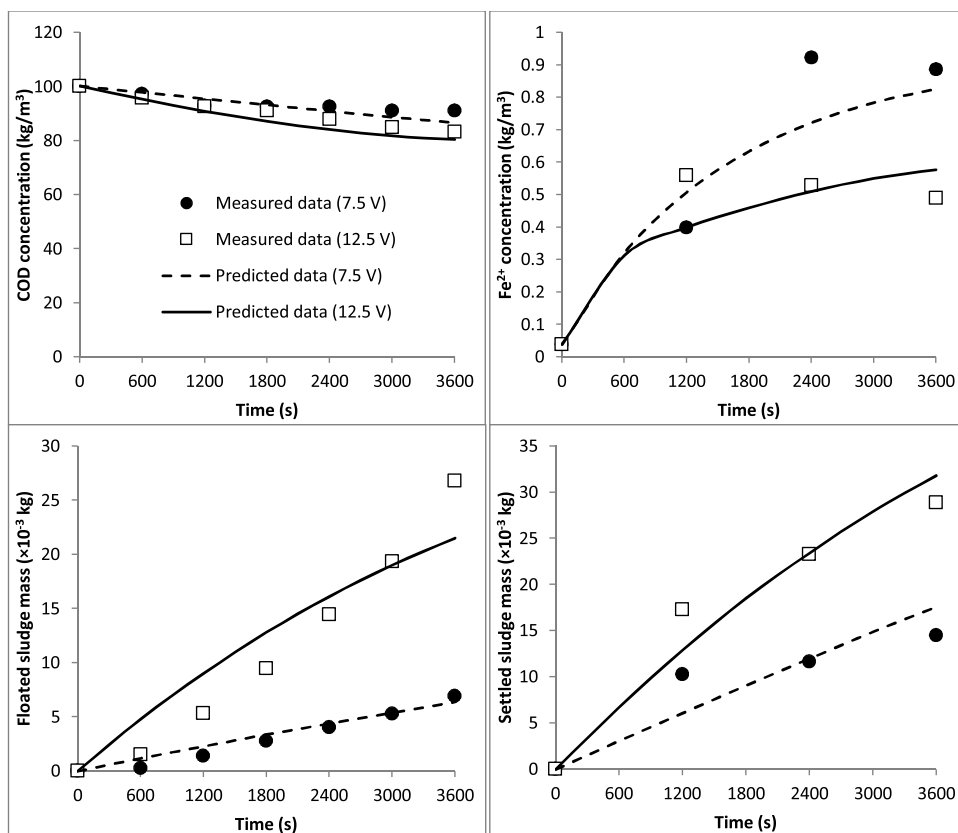 COD concentration (kg/m³)
120
100
80
60
40
20
0
Measured data (7.5 V)
Measured data (12.5 V)
Predicted data (7.5 V)
Predicted data (12.5 V)
0 600 1200 1800 2400 3000 3600
Time (s)
Fe²⁺ concentration (kg/m³)
1
0.9
0.8
0.7
0.6
0.5
0.4
0.3
0.2
0.1
0
0 600 1200 1800 2400 3000 3600
Time (s)
Floated sludge mass (×10⁻³ kg)
30
25
20
15
10
5
0
0 600 1200 1800 2400 3000 3600
Time (s)
Settled sludge mass (×10⁻³ kg)
35
30
25
20
15
10
5
0
0 600 1200 1800 2400 3000 3600
Time (s)